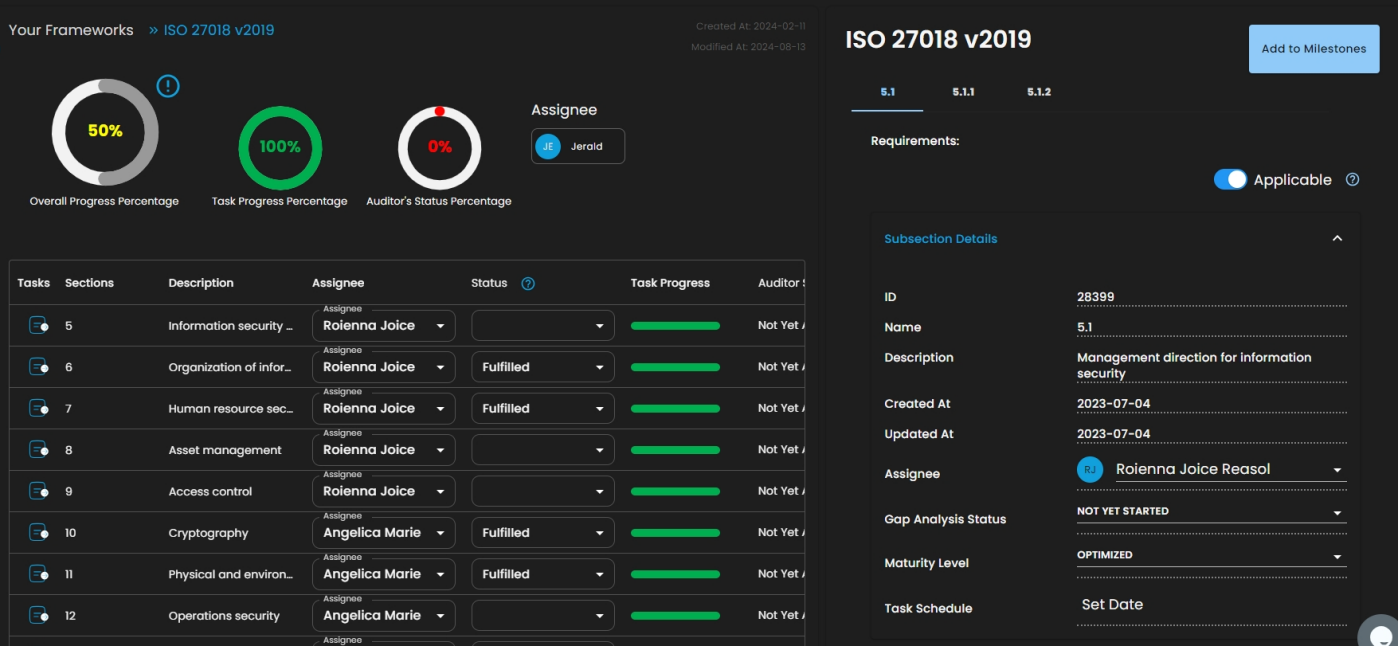 Your Frameworks » ISO 27018 v2019
Created At: 2024-02-11
Modified At: 2024-08-13
50%
Overall Progress Percentage
100%
Task Progress Percentage
0%
Auditor's Status Percentage
Assignee
JE Jerald
Tasks Sections Description Assignee Status Task Progress Auditor S
Assignee
5 Information security ... Roienna Joice Not Yet A
Assignee
6 Organization of infor... Roienna Joice Fulfilled Not Yet A
Assignee
7 Human resource sec... Roienna Joice Fulfilled Not Yet A
Assignee
8 Asset management Roienna Joice Not Yet A
Assignee
9 Access control Roienna Joice Not Yet A
Assignee
10 Cryptography Angelica Marie Fulfilled Not Yet A
Assignee
11 Physical and environ... Angelica Marie Fulfilled Not Yet A
Assignee
12 Operations security Angelica Marie Not Yet A
Assignee
ISO 27018 v2019
Add to Milestones
5.1 5.1.1 5.1.2
Requirements:
Applicable
Subsection Details
ID 28399
Name 5.1
Description Management direction for information
security
Created At 2023-07-04
Updated At 2023-07-04
Assignee RJ Roienna Joice Reasol
Gap Analysis Status NOT YET STARTED
Maturity Level OPTIMIZED
Task Schedule Set Date